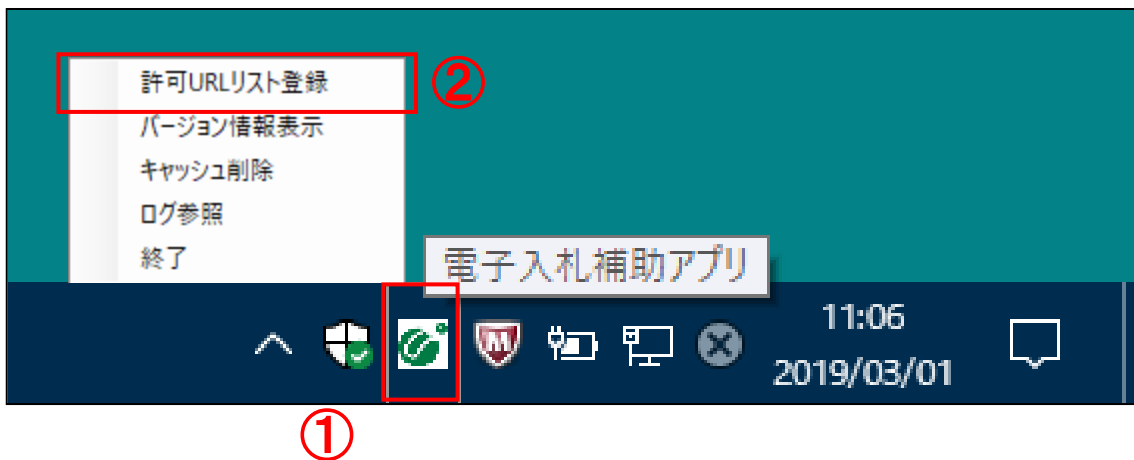 許可URLリスト登録
②
バージョン情報表示
キャッシュ削除
ログ参照
終了
電子入札補助アプリ
11:06
2019/03/01
①